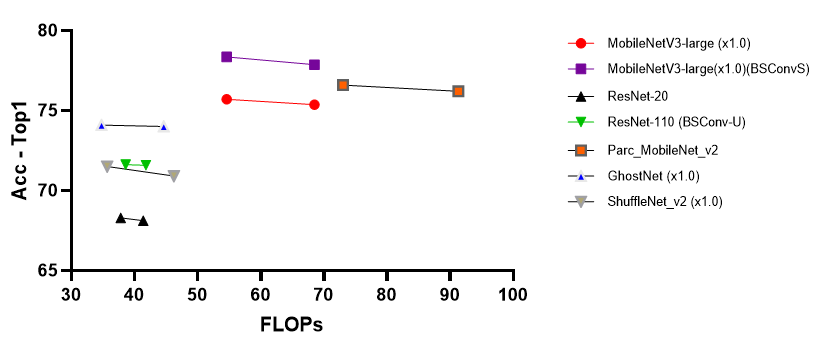 80
75
70
65
Acc - Top1
30 40 50 60 70 80 90 100
FLOPs
MobileNetV3-large (x1.0)
MobileNetV3-large(x1.0)(BSConvS)
ResNet-20
ResNet-110 (BSConv-U)
Parc_MobileNet_v2
GhostNet (x1.0)
ShuffleNet_v2 (x1.0)